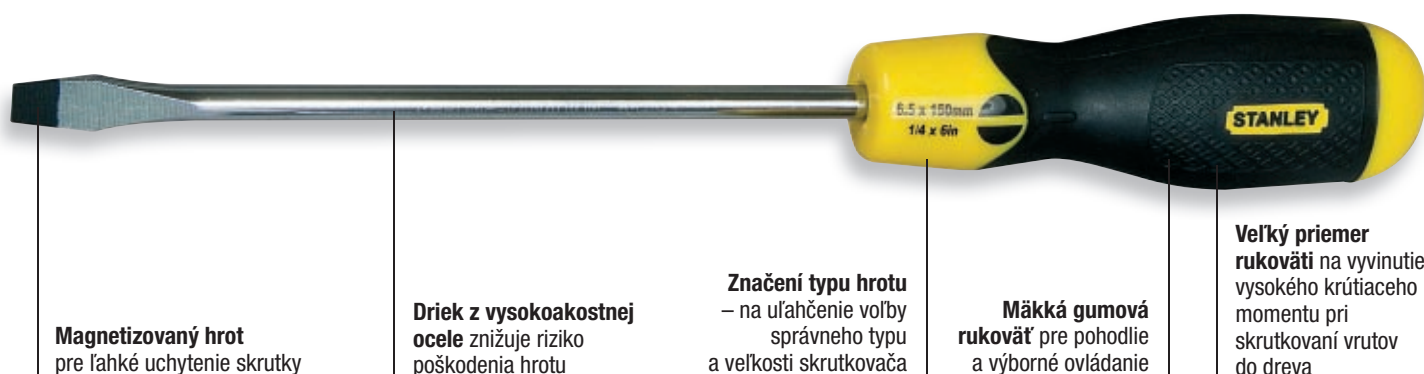 6.5 x 150mm
1/4 x 6in
STANLEY
Magnetizovaný hrot
pre ľahké uchytenie skrutky
Driek z vysokoakostnej
ocele znižuje riziko
poškodenia hrotu
Značení typu hrotu
– na uľahčenie voľby
správneho typu
a veľkosti skrutkovača
Mäkká gumová
rukoväť pre pohodlie
a výborné ovládanie
Veľký priemer
rukoväti na vyvinutie
vysokého krútiaceho
momentu pri
skrutkovaní vrutov
do dreva